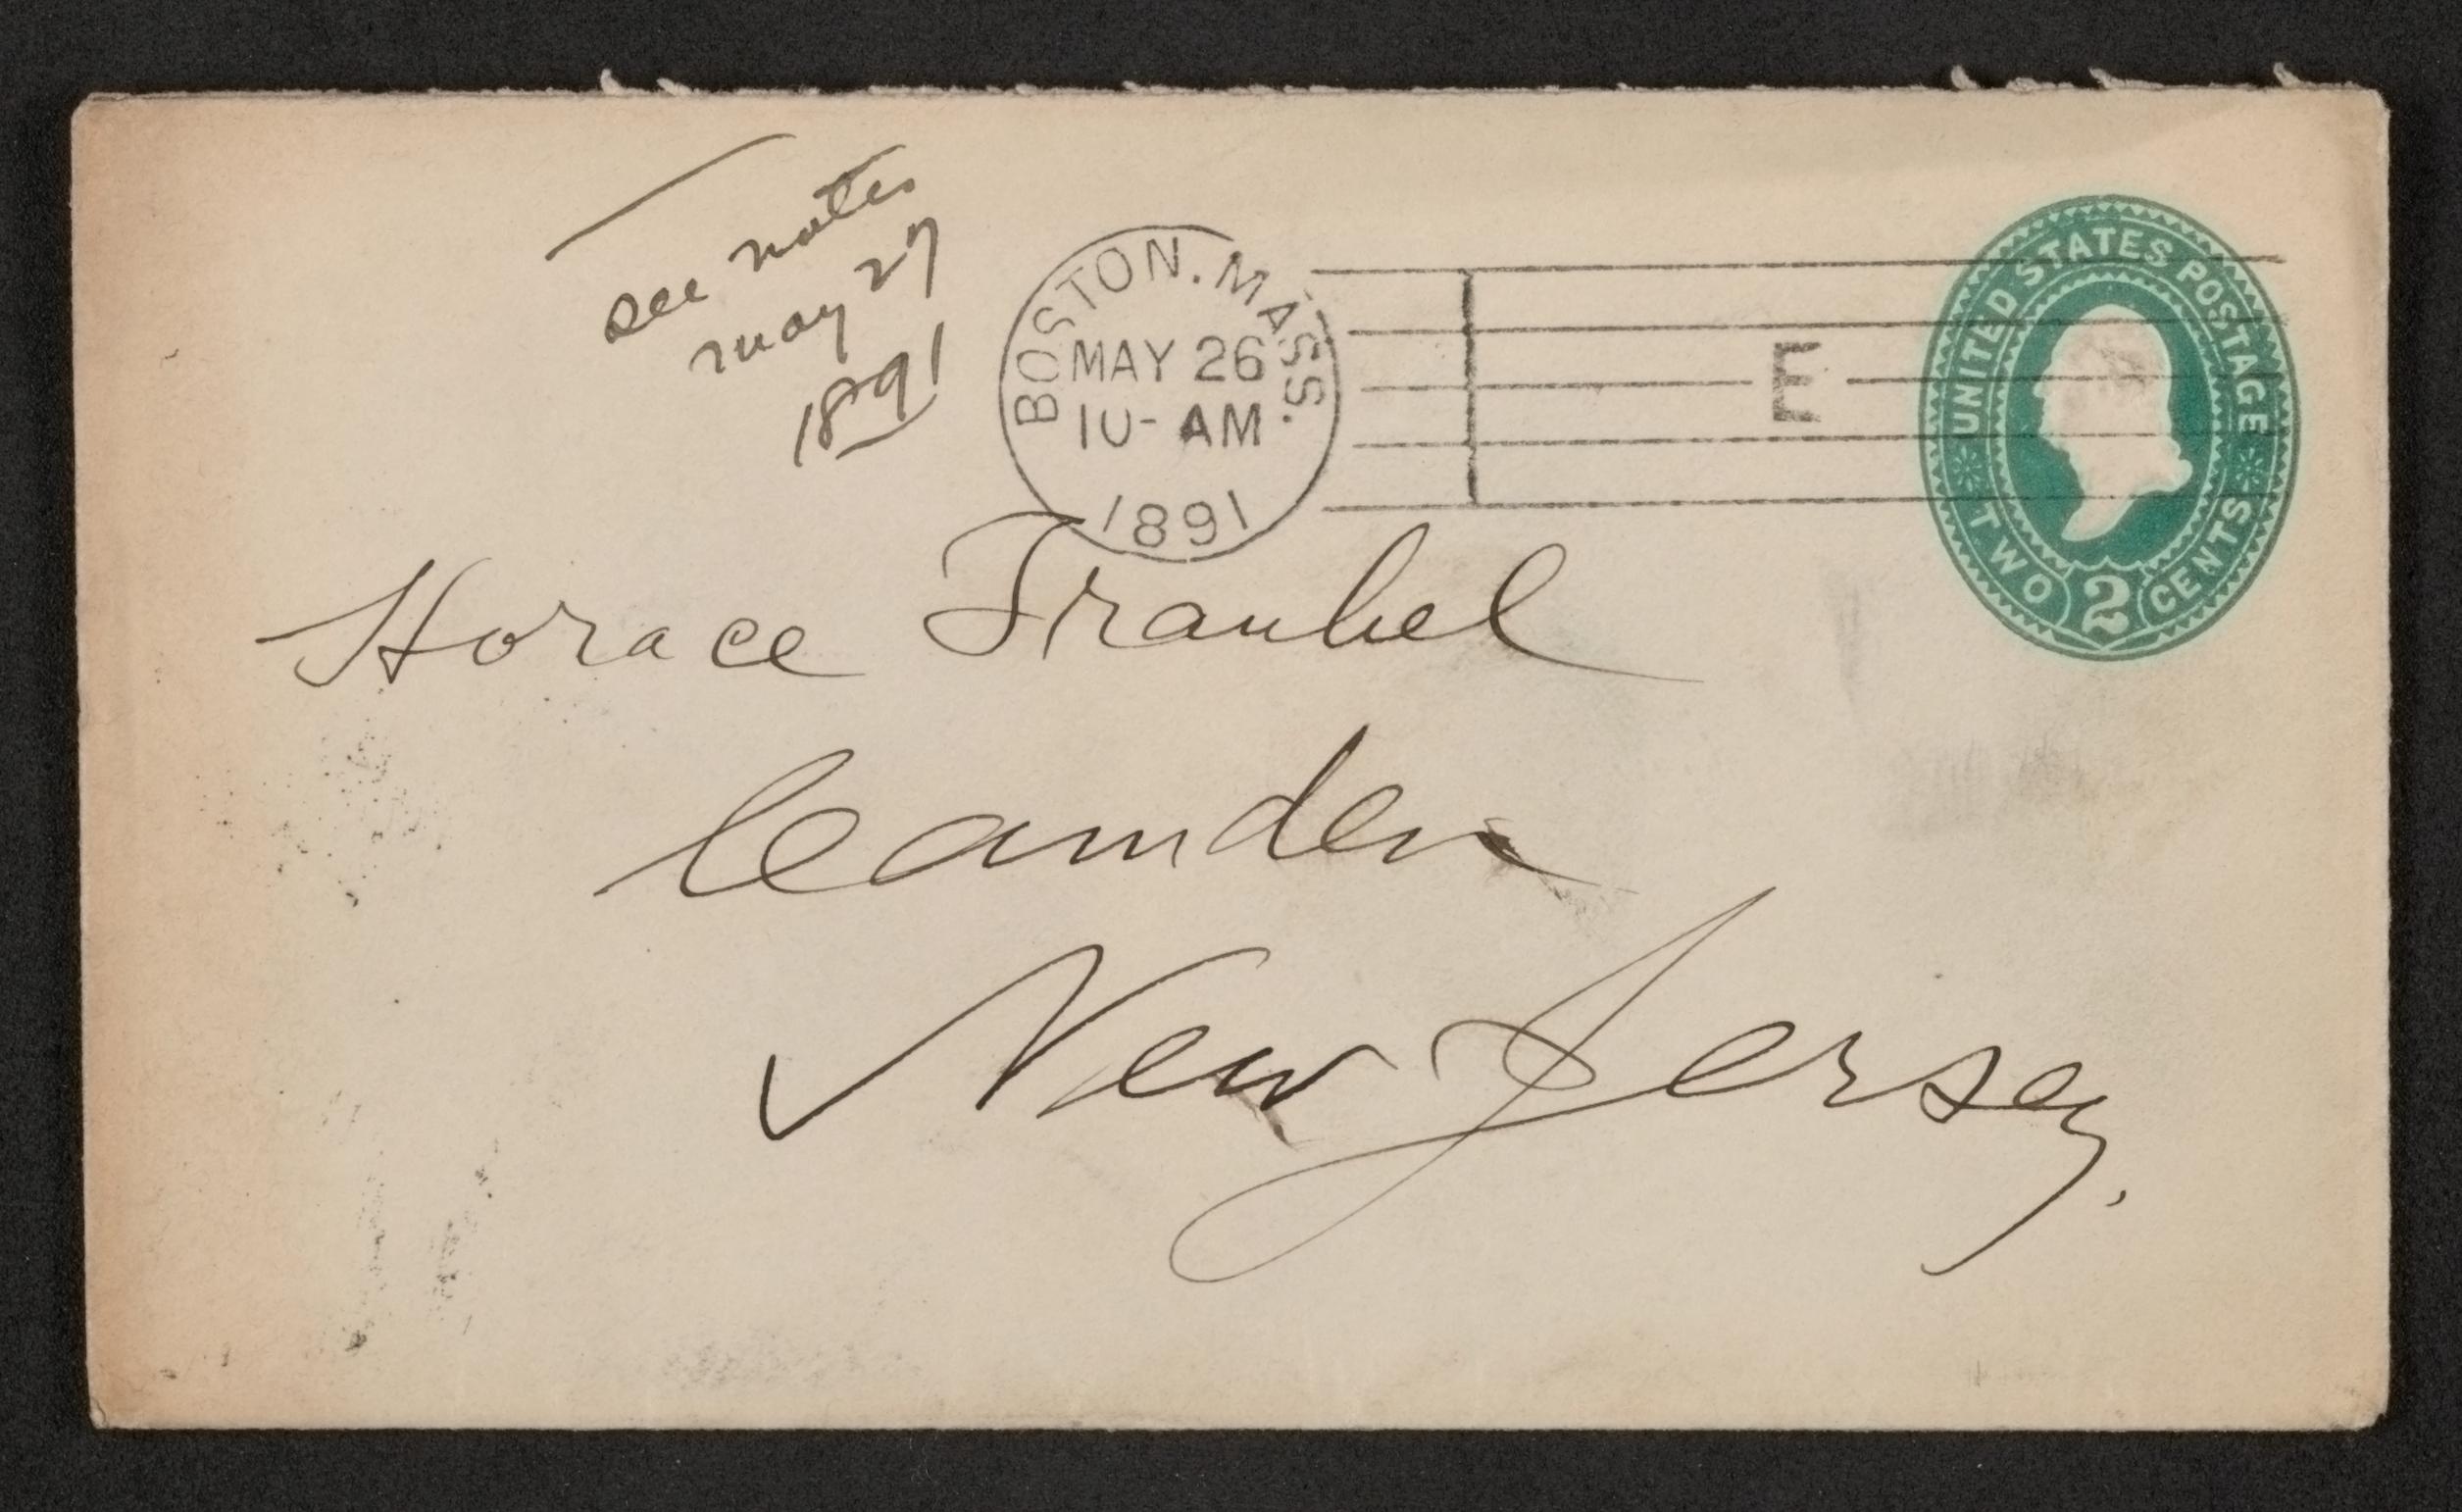 see notes
may 27
1891
BOSTON. MASS.
MAY 26
10-AM
1891
E
UNITED STATES POSTAGE
TWO 2 CENTS
Horace Traubel
Camden
New Jersey.